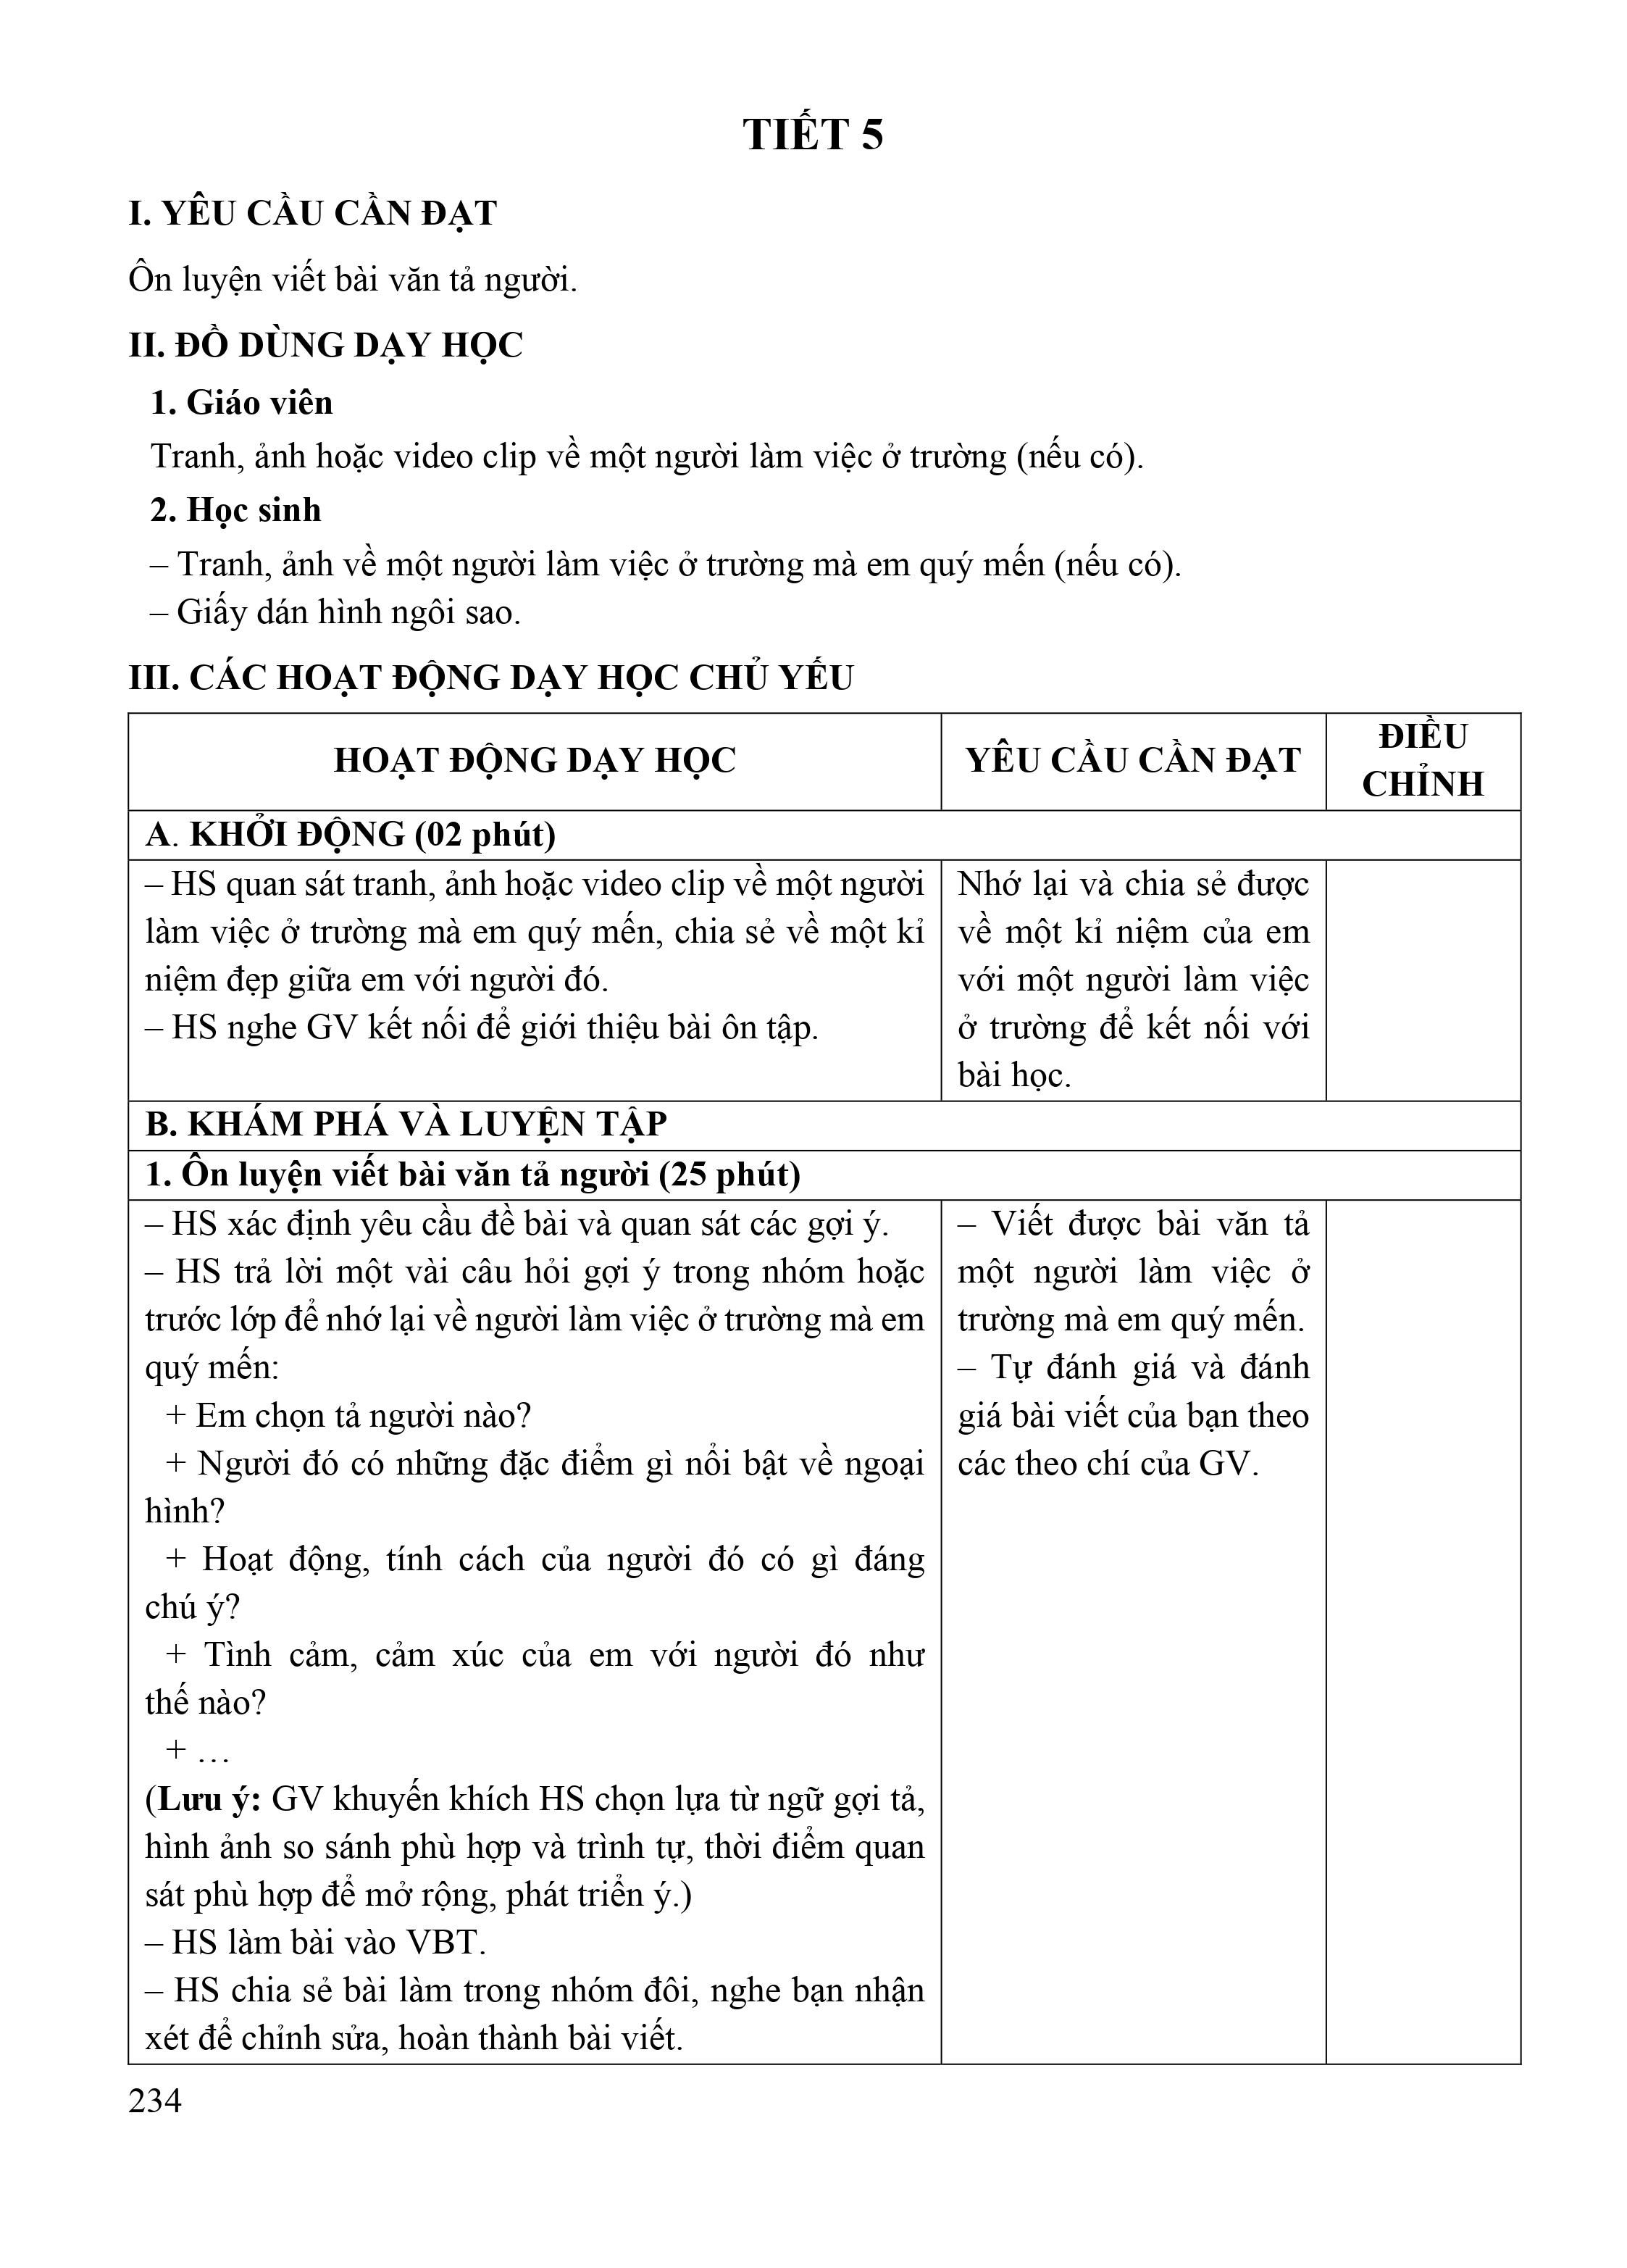 TIẾT 5
I. YÊU CẦU CẦN ĐẠT
Ôn luyện viết bài văn tả người.
II. ĐỒ DÙNG DẠY HỌC
1. Giáo viên
Tranh, ảnh hoặc video clip về một người làm việc ở trường (nếu có).
2. Học sinh
– Tranh, ảnh về một người làm việc ở trường mà em quý mến (nếu có).
– Giấy dán hình ngôi sao.
III. CÁC HOẠT ĐỘNG DẠY HỌC CHỦ YẾU
HOẠT ĐỘNG DẠY HỌC
YÊU CẦU CẦN ĐẠT
ĐIỀU
CHỈNH
A. KHỞI ĐỘNG (02 phút)
– HS quan sát tranh, ảnh hoặc video clip về một người
làm việc ở trường mà em quý mến, chia sẻ về một kỉ
niệm đẹp giữa em với người đó.
– HS nghe GV kết nối để giới thiệu bài ôn tập.
Nhớ lại và chia sẻ được
về một kỉ niệm của em
với một người làm việc
ở trường để kết nối với
bài học.
B. KHÁM PHÁ VÀ LUYỆN TẬP
1. Ôn luyện viết bài văn tả người (25 phút)
– HS xác định yêu cầu đề bài và quan sát các gợi ý.
– HS trả lời một vài câu hỏi gợi ý trong nhóm hoặc
trước lớp để nhớ lại về người làm việc ở trường mà em
quý mến:
+ Em chọn tả người nào?
+ Người đó có những đặc điểm gì nổi bật về ngoại
hình?
+ Hoạt động, tính cách của người đó có gì đáng
chú ý?
+ Tình cảm, cảm xúc của em với người đó như
thế nào?
+ …
(Lưu ý: GV khuyến khích HS chọn lựa từ ngữ gợi tả,
hình ảnh so sánh phù hợp và trình tự, thời điểm quan
sát phù hợp để mở rộng, phát triển ý.)
– HS làm bài vào VBT.
– HS chia sẻ bài làm trong nhóm đôi, nghe bạn nhận
xét để chỉnh sửa, hoàn thành bài viết.
– Viết được bài văn tả
một người làm việc ở
trường mà em quý mến.
– Tự đánh giá và đánh
giá bài viết của bạn theo
các theo chí của GV.
234